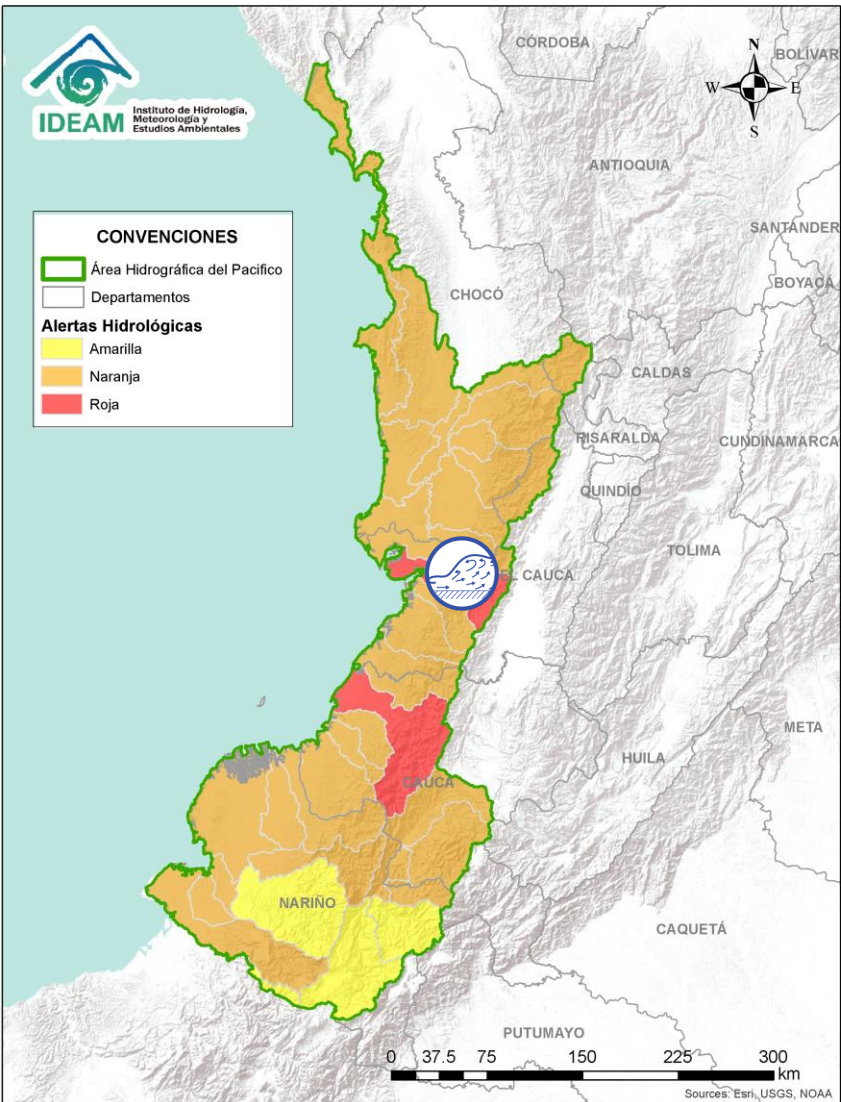 IDEAM
Instituto de Hidrología,
Meteorología y
Estudios Ambientales
N
W
E
S
CONVENCIONES
Área Hidrográfica del Pacifico
Departamentos
Alertas Hidrológicas
Amarilla
Naranja
Roja
CÓRDOBA
BOLIVAR
ANTIOQUIA
SANTANDER
BOYACÁ
CHOCÓ
CALDAS
RISARALDA
CUNDINAMARCA
QUINDÍO
TOLIMA
EL CAUCA
META
HUILA
CAUCA
NARIÑO
CAQUETÁ
PUTUMAYO
0 37.5 75 150 225 300
km
Sources: Esri, USGS, NOAA